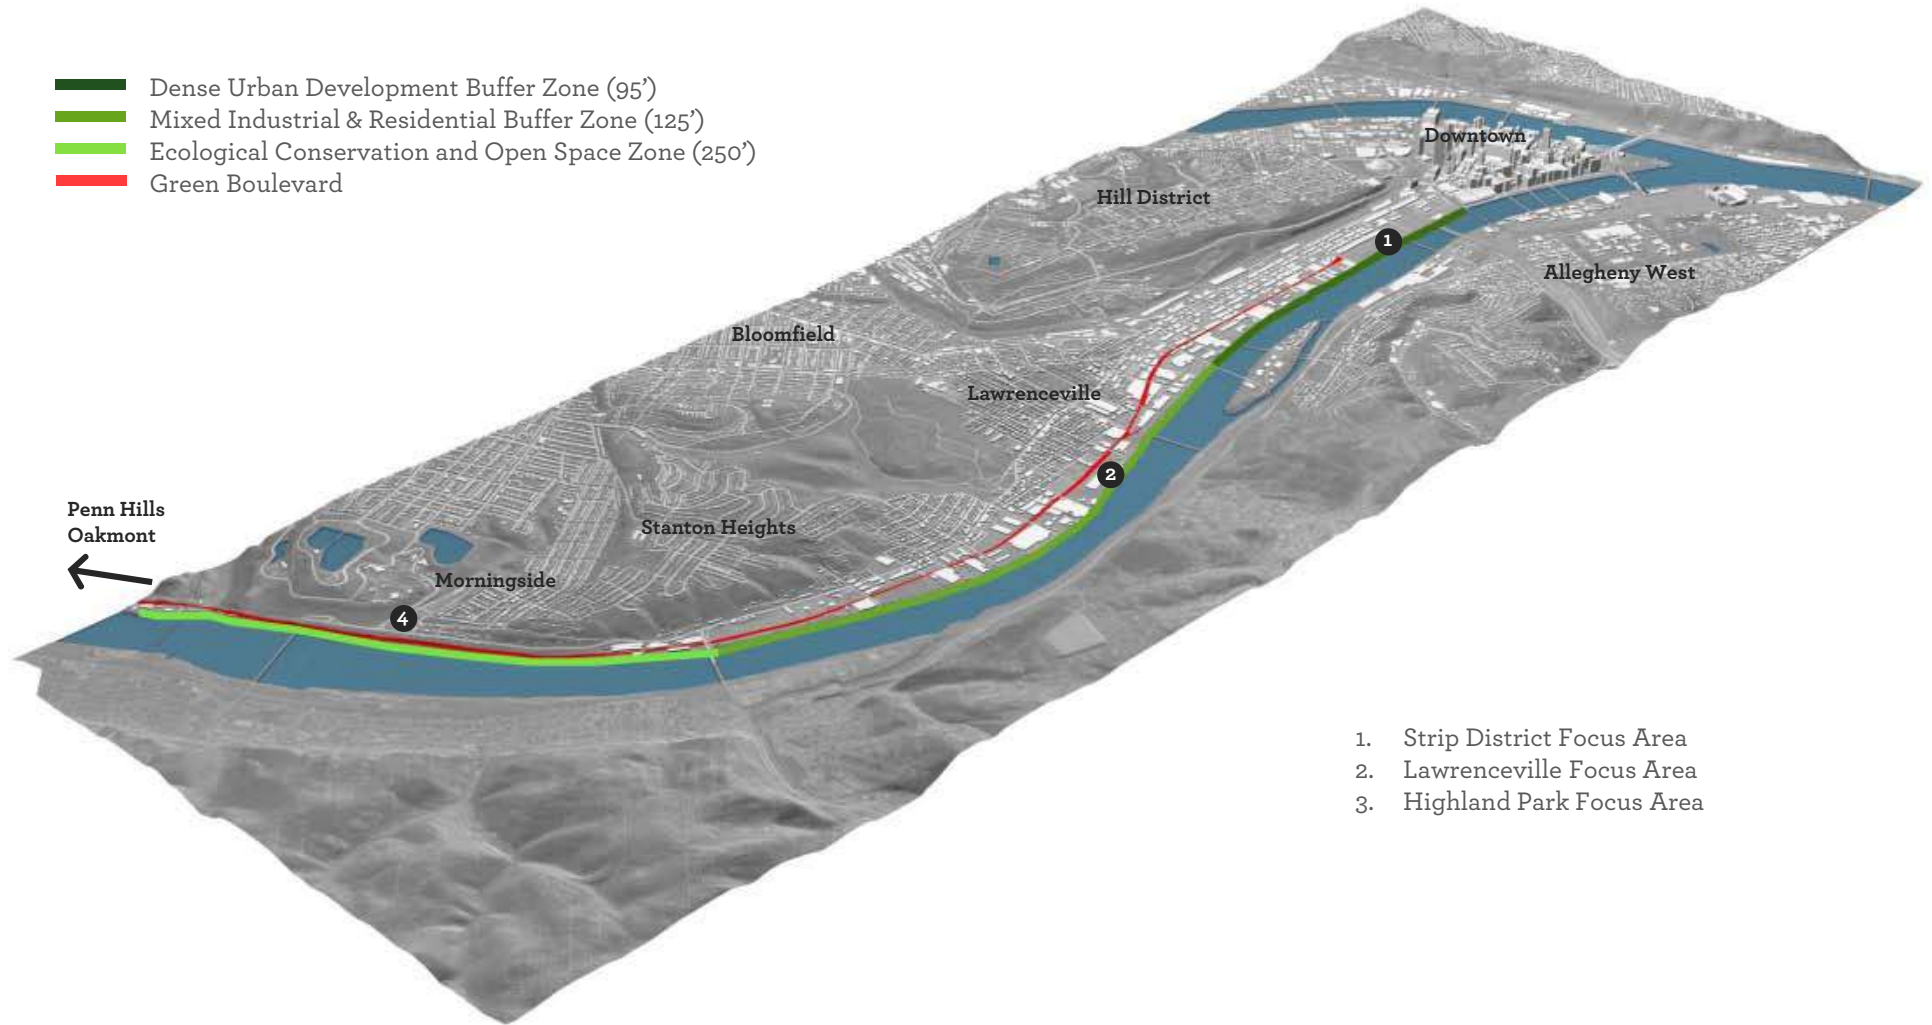 Dense Urban Development Buffer Zone (95’)
Mixed Industrial & Residential Buffer Zone (125’)
Ecological Conservation and Open Space Zone (250’)
Green Boulevard
Downtown
Hill District
1
Allegheny West
Bloomfield
Lawrenceville
2
Penn Hills
Oakmont
Stanton Heights
Morningside
4
1. Strip District Focus Area
2. Lawrenceville Focus Area
3. Highland Park Focus Area